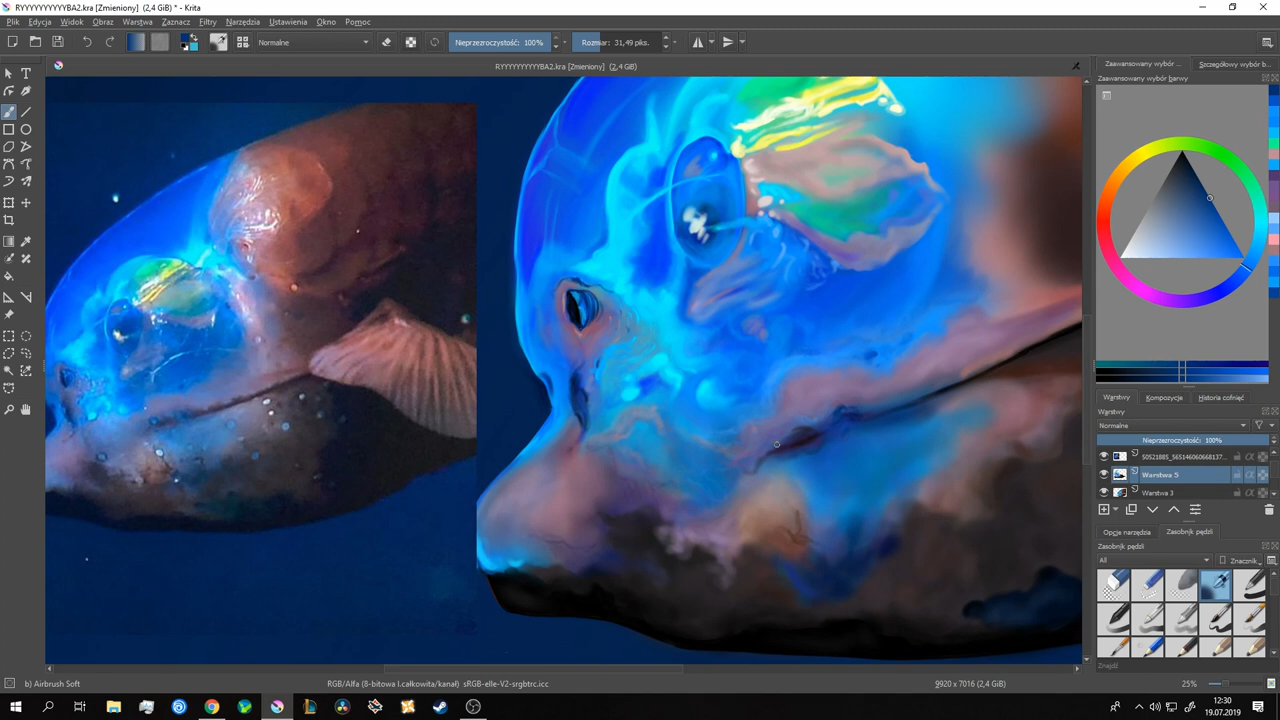 RYYYYYYYYYYBA2.kra [Zmieniony]  (2,4 GiB) * - Krita
Plik Edycja Widok Obraz Warstwa Zaznacz Filtry Narzędzia Ustawienia Okno Pomoc
Normalne
Nieprzezroczystość: 100%
Rozmiar: 31,49 piks.
RYYYYYYYYYYBA2.kra [Zmieniony]  (2,4 GiB)
Zaawansowany wybór ... Szczegółowy wybór b...
Zaawansowany wybór barwy
Warstwy Kompozycje Historia cofnięć
Warstwy
Normalne
Nieprzezroczystość: 100%
Warstwa 5
Warstwa 3
Opcje narzędzia Zasobnik pędzli
Zasobnik pędzli
All
Znacznik...
Znajdź
b) Airbrush Soft
RGB/Alfa (8-bitowa l.całkowita/kanał)  sRGB-elle-V2-srgbtrc.icc
9920 x 7016 (2,4 GiB)
25%
12:30
19.07.2019